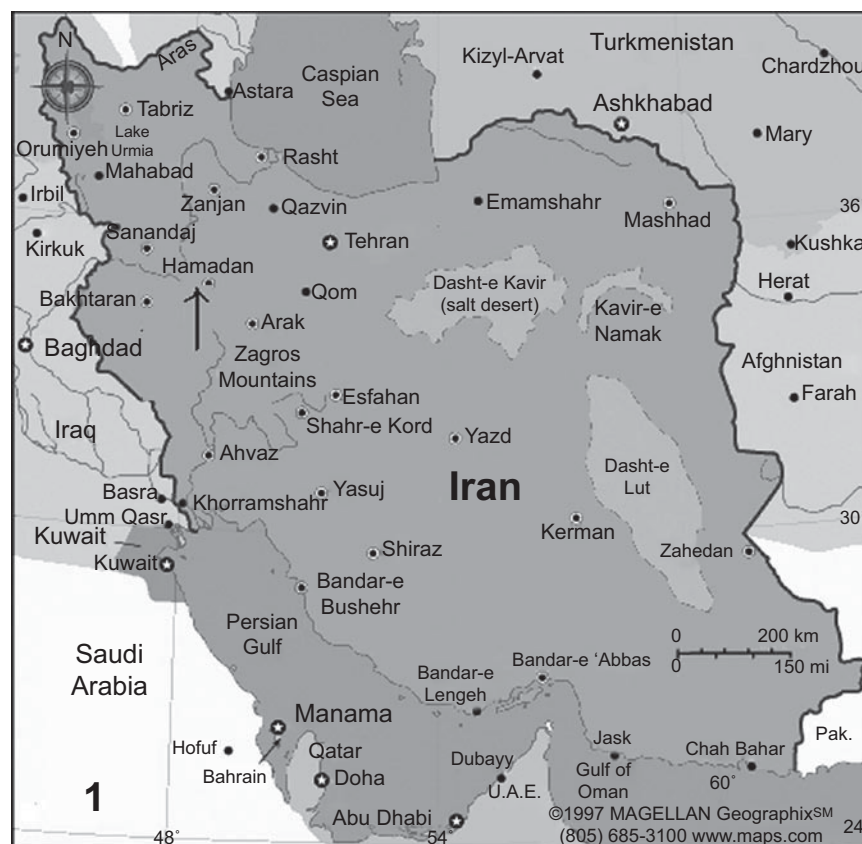 N
Aras
Kizyl-Arvat
Turkmenistan
Chardzhou
Astara
Caspian
Sea
Ashkhabad
Tabriz
Mary
Orumiyeh
Lake
Urmia
Rasht
Mahabad
Irbil
Zanjan
Qazvin
Emamshahr
Mashhad
36
Kirkuk
Sanandaj
Tehran
Kushka
Hamadan
Dasht-e Kavir
(salt desert)
Herat
Bakhtaran
Qom
Kavir-e
Namak
Arak
Baghdad
Zagros
Mountains
Afghnistan
Esfahan
Farah
Shahr-e Kord
Iraq
Yazd
Ahvaz
Dasht-e
Lut
Iran
Basra
Khorramshahr
Yasuj
Umm Qasr
Kerman
30
Kuwait
Kuwait
Shiraz
Zahedan
Bandar-e
Bushehr
Persian
Gulf
0 200 km
0 150 mi
Saudi
Arabia
Bandar-e
Lengeh
Bandar-e ‘Abbas
Manama
Pak.
Hofuf
Bahrain
Qatar
Doha
Dubayy
U.A.E.
Jask
Gulf of
Oman
Chah Bahar
60°
1
Abu Dhabi
©1997 MAGELLAN Geographix℠
(805) 685-3100 www.maps.com
48°
54
24